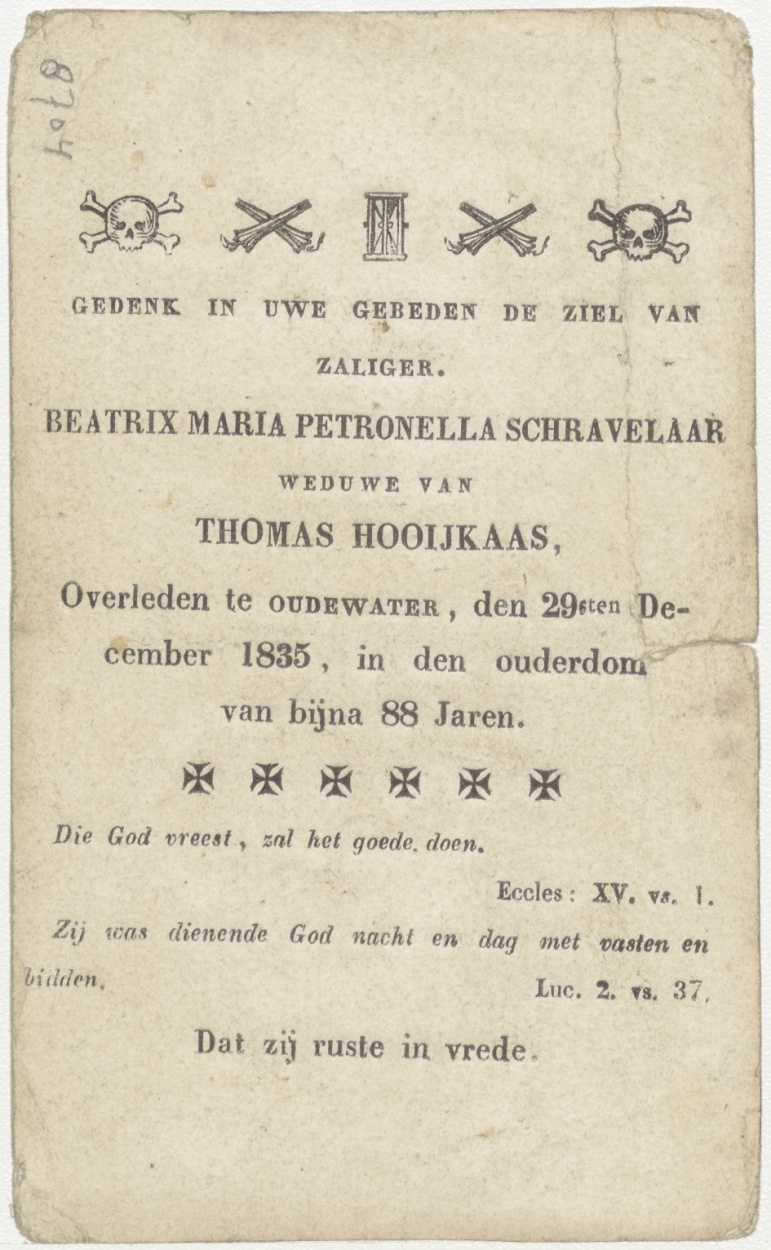 8704
GEDENK IN UWE GEBEDEN DE ZIEL VAN
ZALIGER.
BEATRIX MARIA PETRONELLA SCHRAVELAAR
WEDUWE VAN
THOMAS HOOIJKAAS,
Overleden te OUDEWATER, den 29sten De-
cember 1835, in den ouderdom
van bijna 88 Jaren.
Die God vreest, zal het goede doen.
Eccles: XV. vs. 1.
Zij was dienende God nacht en dag met vasten en
bidden. Luc. 2. vs. 37.
Dat zij ruste in vrede.